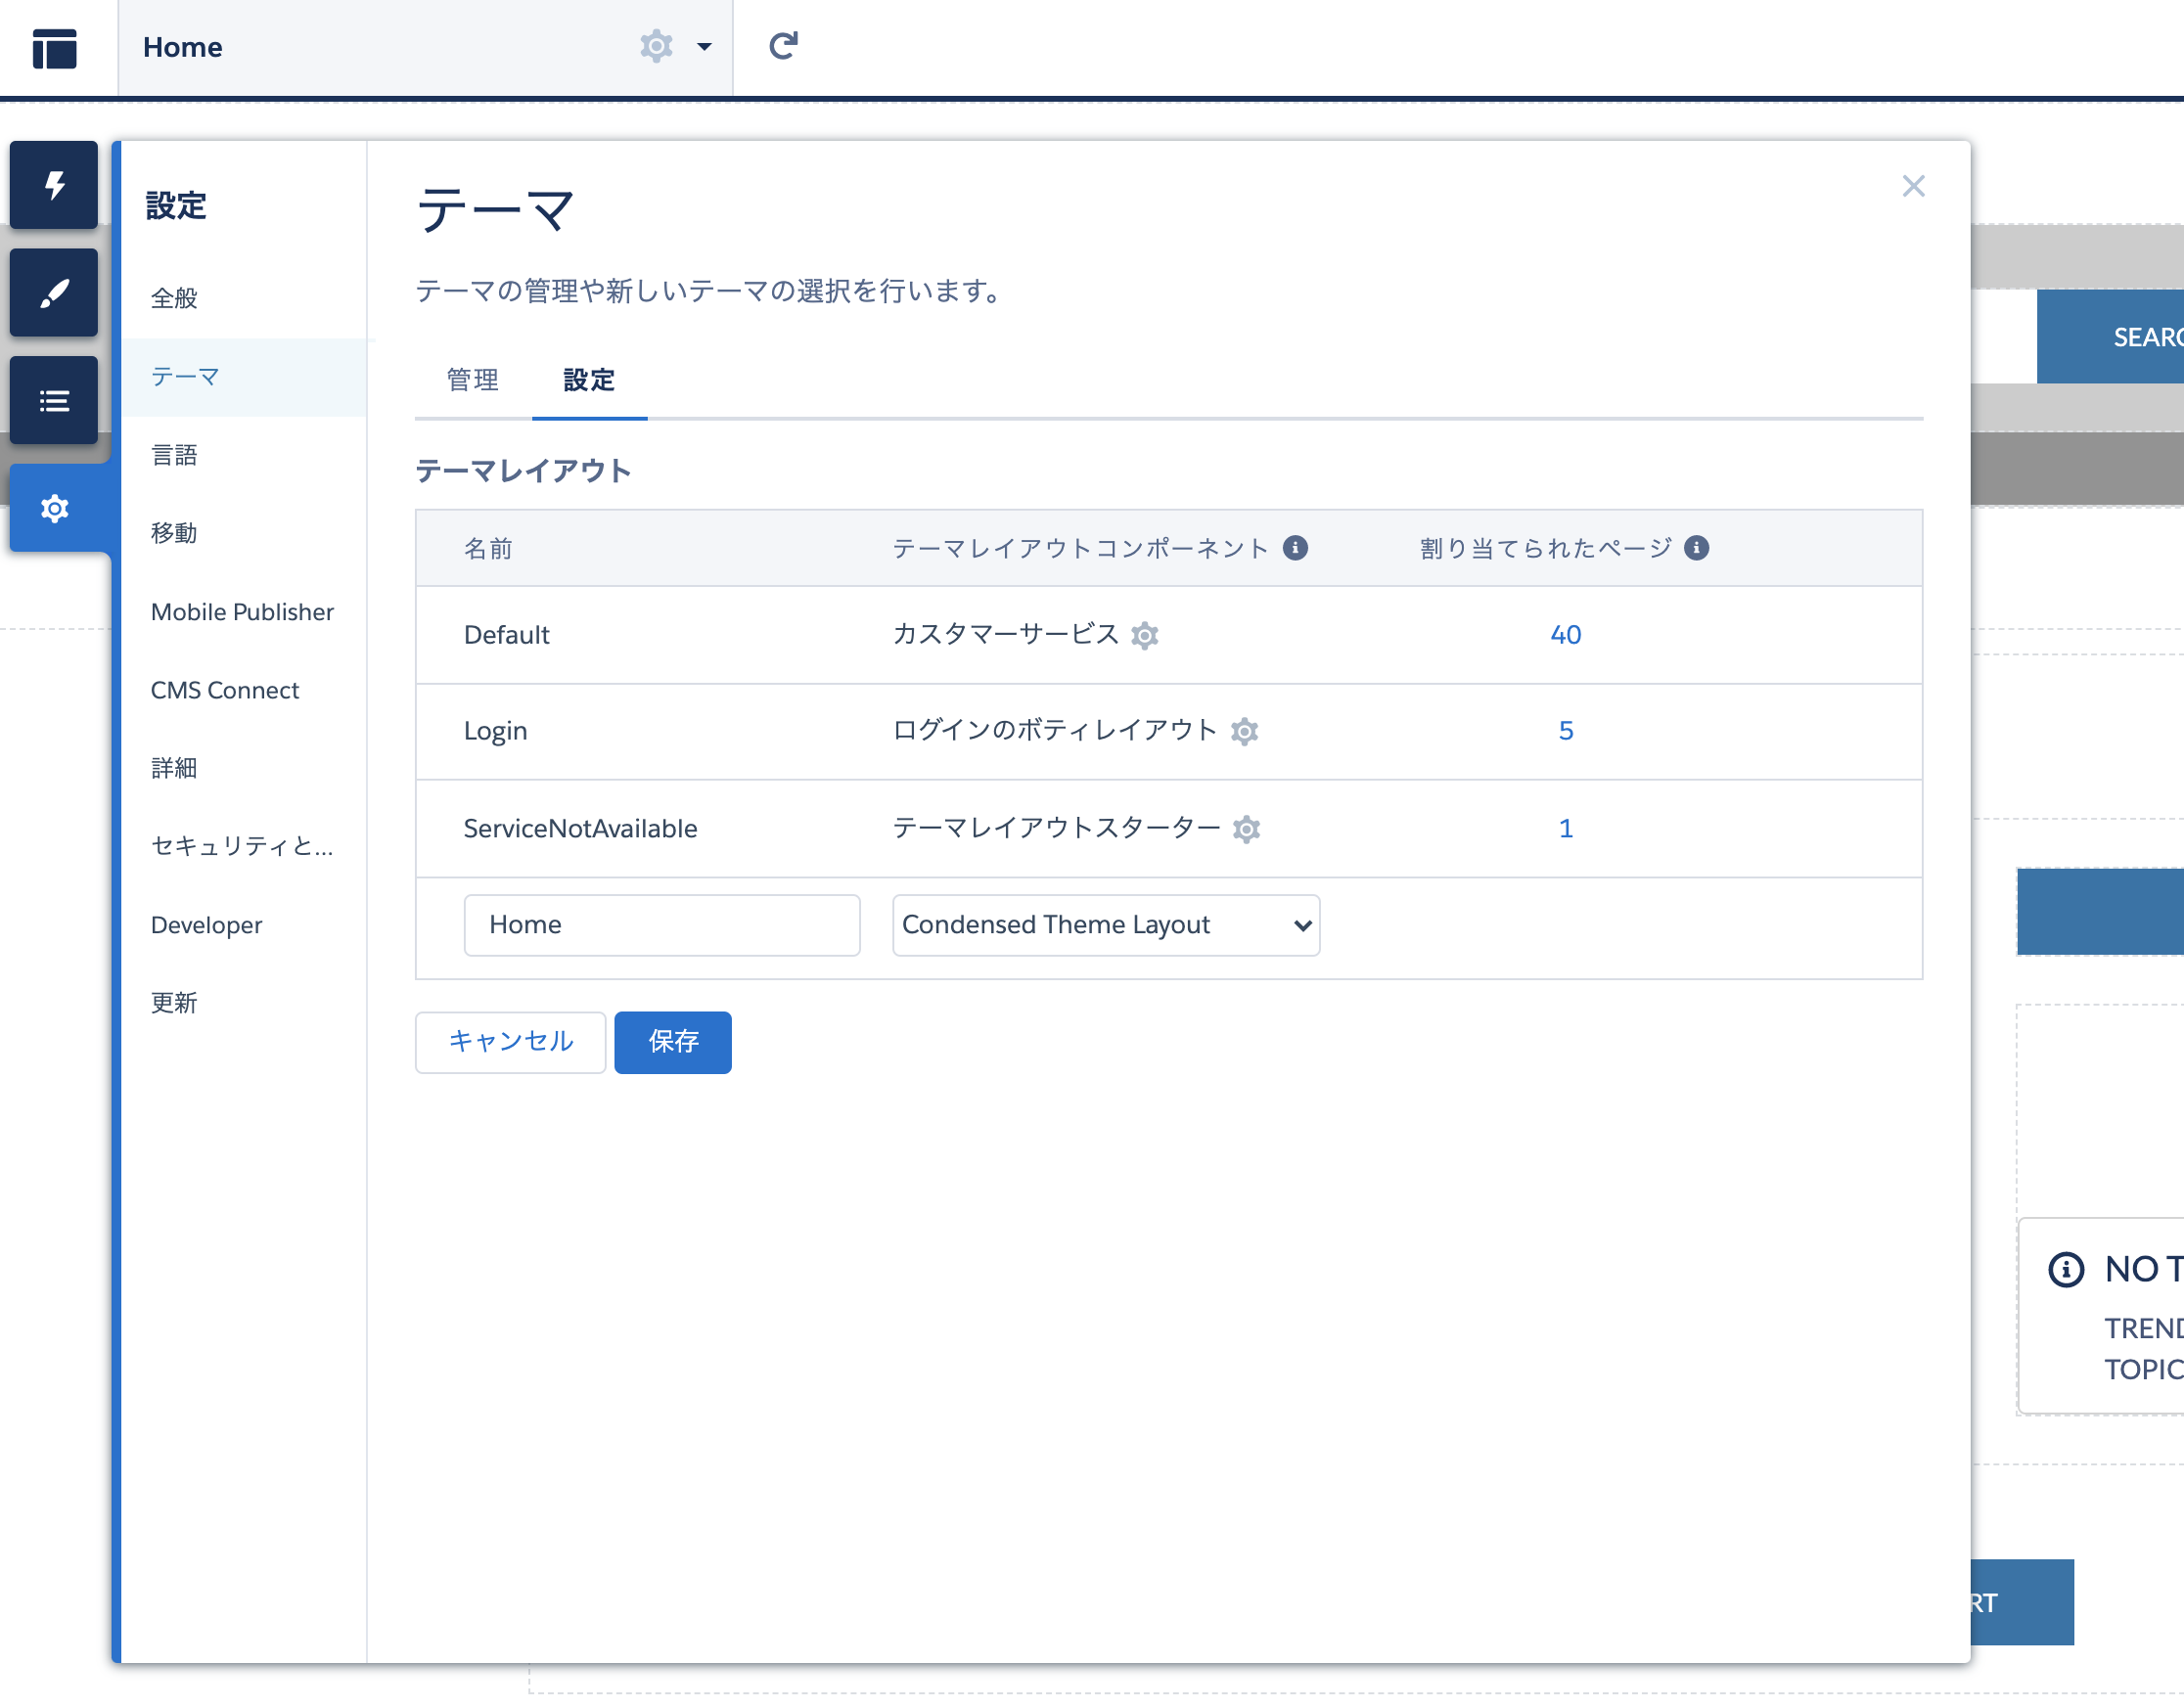 Home
設定
全般
テーマ
言語
移動
Mobile Publisher
CMS Connect
詳細
セキュリティと...
Developer
更新
テーマ
テーマの管理や新しいテーマの選択を行います。
管理 設定
テーマレイアウト
名前 テーマレイアウトコンポーネント 割り当てられたページ
Default カスタマーサービス 40
Login ログインのボディレイアウト 5
ServiceNotAvailable テーマレイアウトスターター 1
Home Condensed Theme Layout
キャンセル 保存
SEARC
NO T
TREND
TOPIC
RT